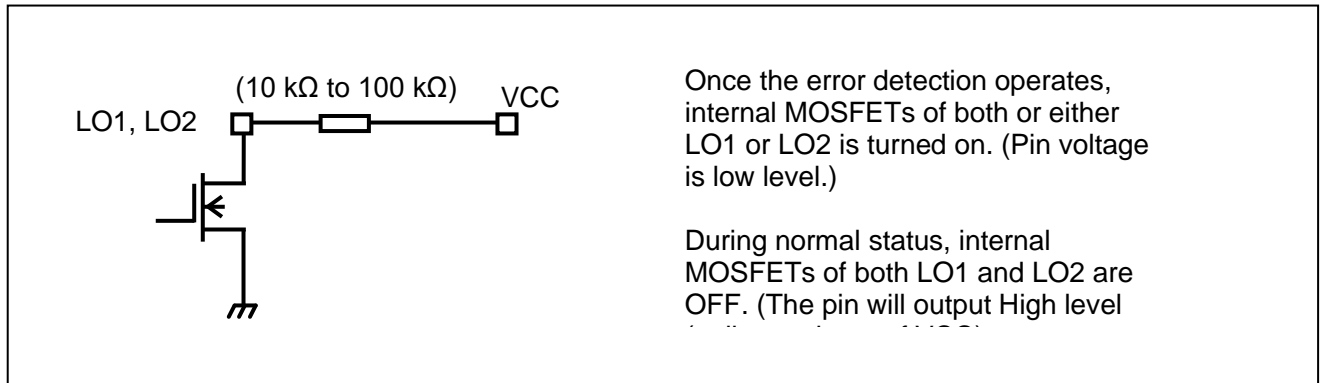 (10 kΩ to 100 kΩ)
VCC
LO1, LO2
Once the error detection operates,
internal MOSFETs of both or either
LO1 or LO2 is turned on. (Pin voltage
is low level.)
During normal status, internal
MOSFETs of both LO1 and LO2 are
OFF. (The pin will output High level